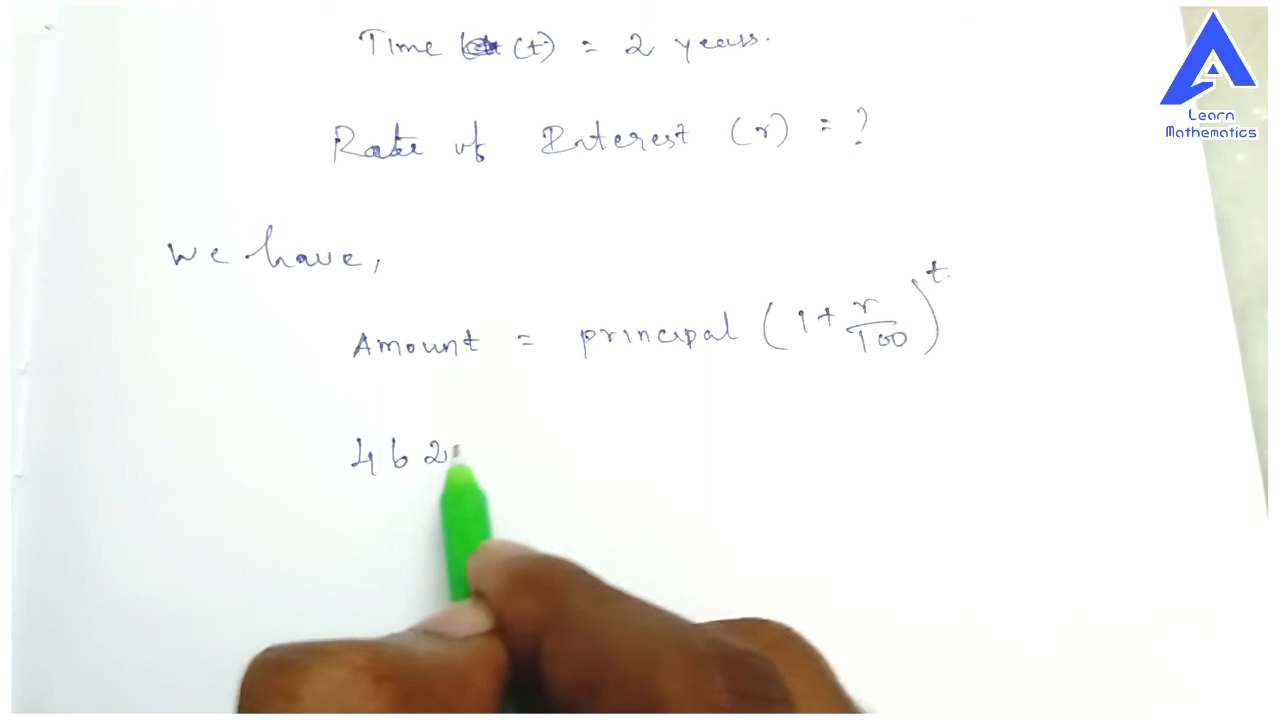 Time (t) = 2 years.
Rate of Interest (r) = ?
We have,
Amount = principal (1 + r/100)^t.
462
Learn
Mathematics